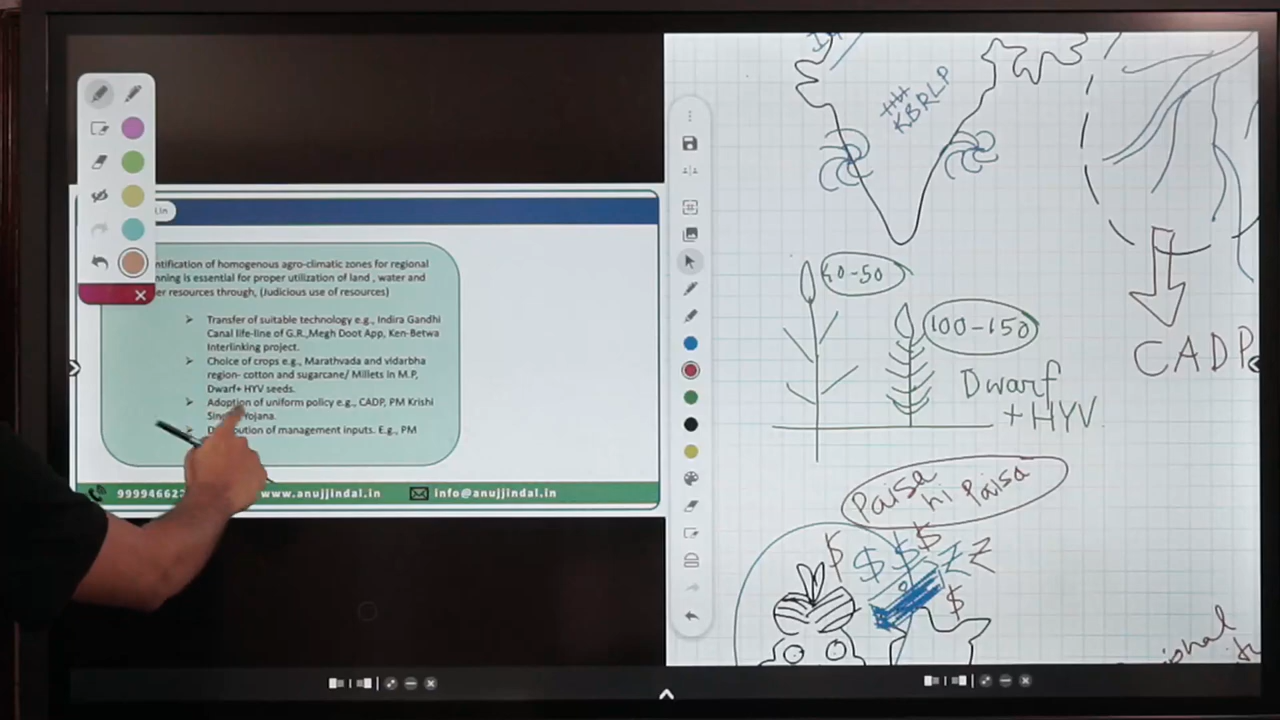 .in
ntification of homogenous agro-climatic zones for regional
nning is essential for proper utilization of land , water and
er resources through, (Judicious use of resources)
➤ Transfer of suitable technology e.g., Indira Gandhi
Canal life-line of G.R.,Megh Doot App, Ken-Betwa
Interlinking project.
➤ Choice of crops e.g., Marathvada and vidarbha
region- cotton and sugarcane/ Millets in M.P,
Dwarf+ HYV seeds.
➤ Adoption of uniform policy e.g., CADP, PM Krishi
Yojana.
➤ of management inputs. E.g., PM
9999466 www.anujjindal.in info@anujjindal.in
KBRLP
40-50
100-150
Dwarf
+ HYV
CADP
Paisa
hi Paisa
$ $ $ $ Z Z
$